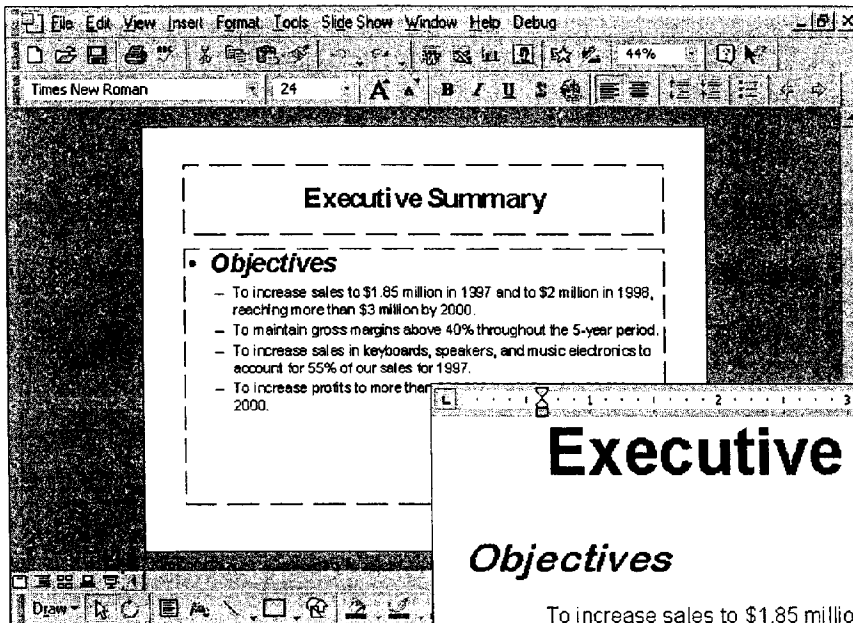 File Edit View Insert Format Tools Slide Show Window Help Debug
44%
Times New Roman 24 A A B I U S
Executive Summary
• Objectives
– To increase sales to $1.85 million in 1997 and to $2 million in 1998,
reaching more than $3 million by 2000.
– To maintain gross margins above 40% throughout the 5-year period.
– To increase sales in keyboards, speakers, and music electronics to
account for 55% of our sales for 1997.
– To increase profits to more than
2000.
Draw
L 1 2 3
Executive
Objectives
To increase sales to $1.85 millio